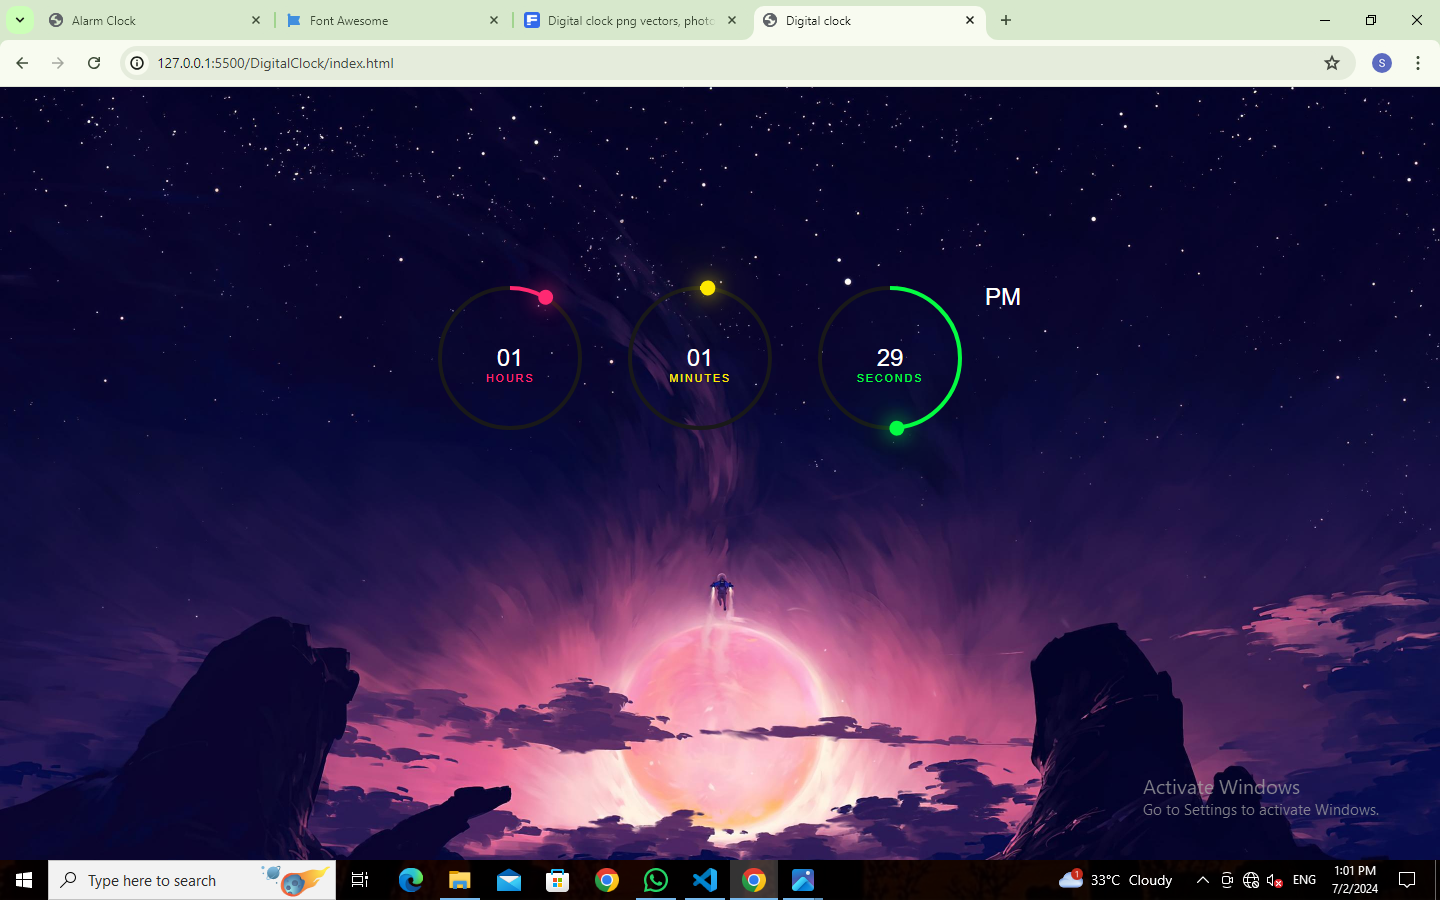 Alarm Clock
Font Awesome
Digital clock png vectors, photo
Digital clock
127.0.0.1:5500/DigitalClock/index.html
S
PM
01
HOURS
01
MINUTES
29
SECONDS
Activate Windows
Go to Settings to activate Windows.
Type here to search
1
33°C Cloudy
ENG
1:01 PM
7/2/2024